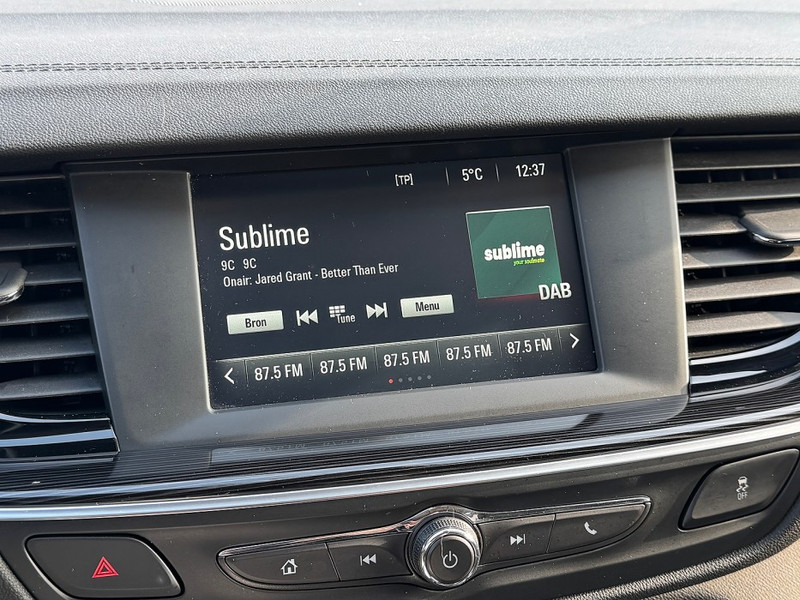 [TP] 5°C 12:37
Sublime
9C 9C
Onair: Jared Grant - Better Than Ever
sublime
your soulmate
DAB
Bron Tune Menu
87.5 FM 87.5 FM 87.5 FM 87.5 FM 87.5 FM
OFF